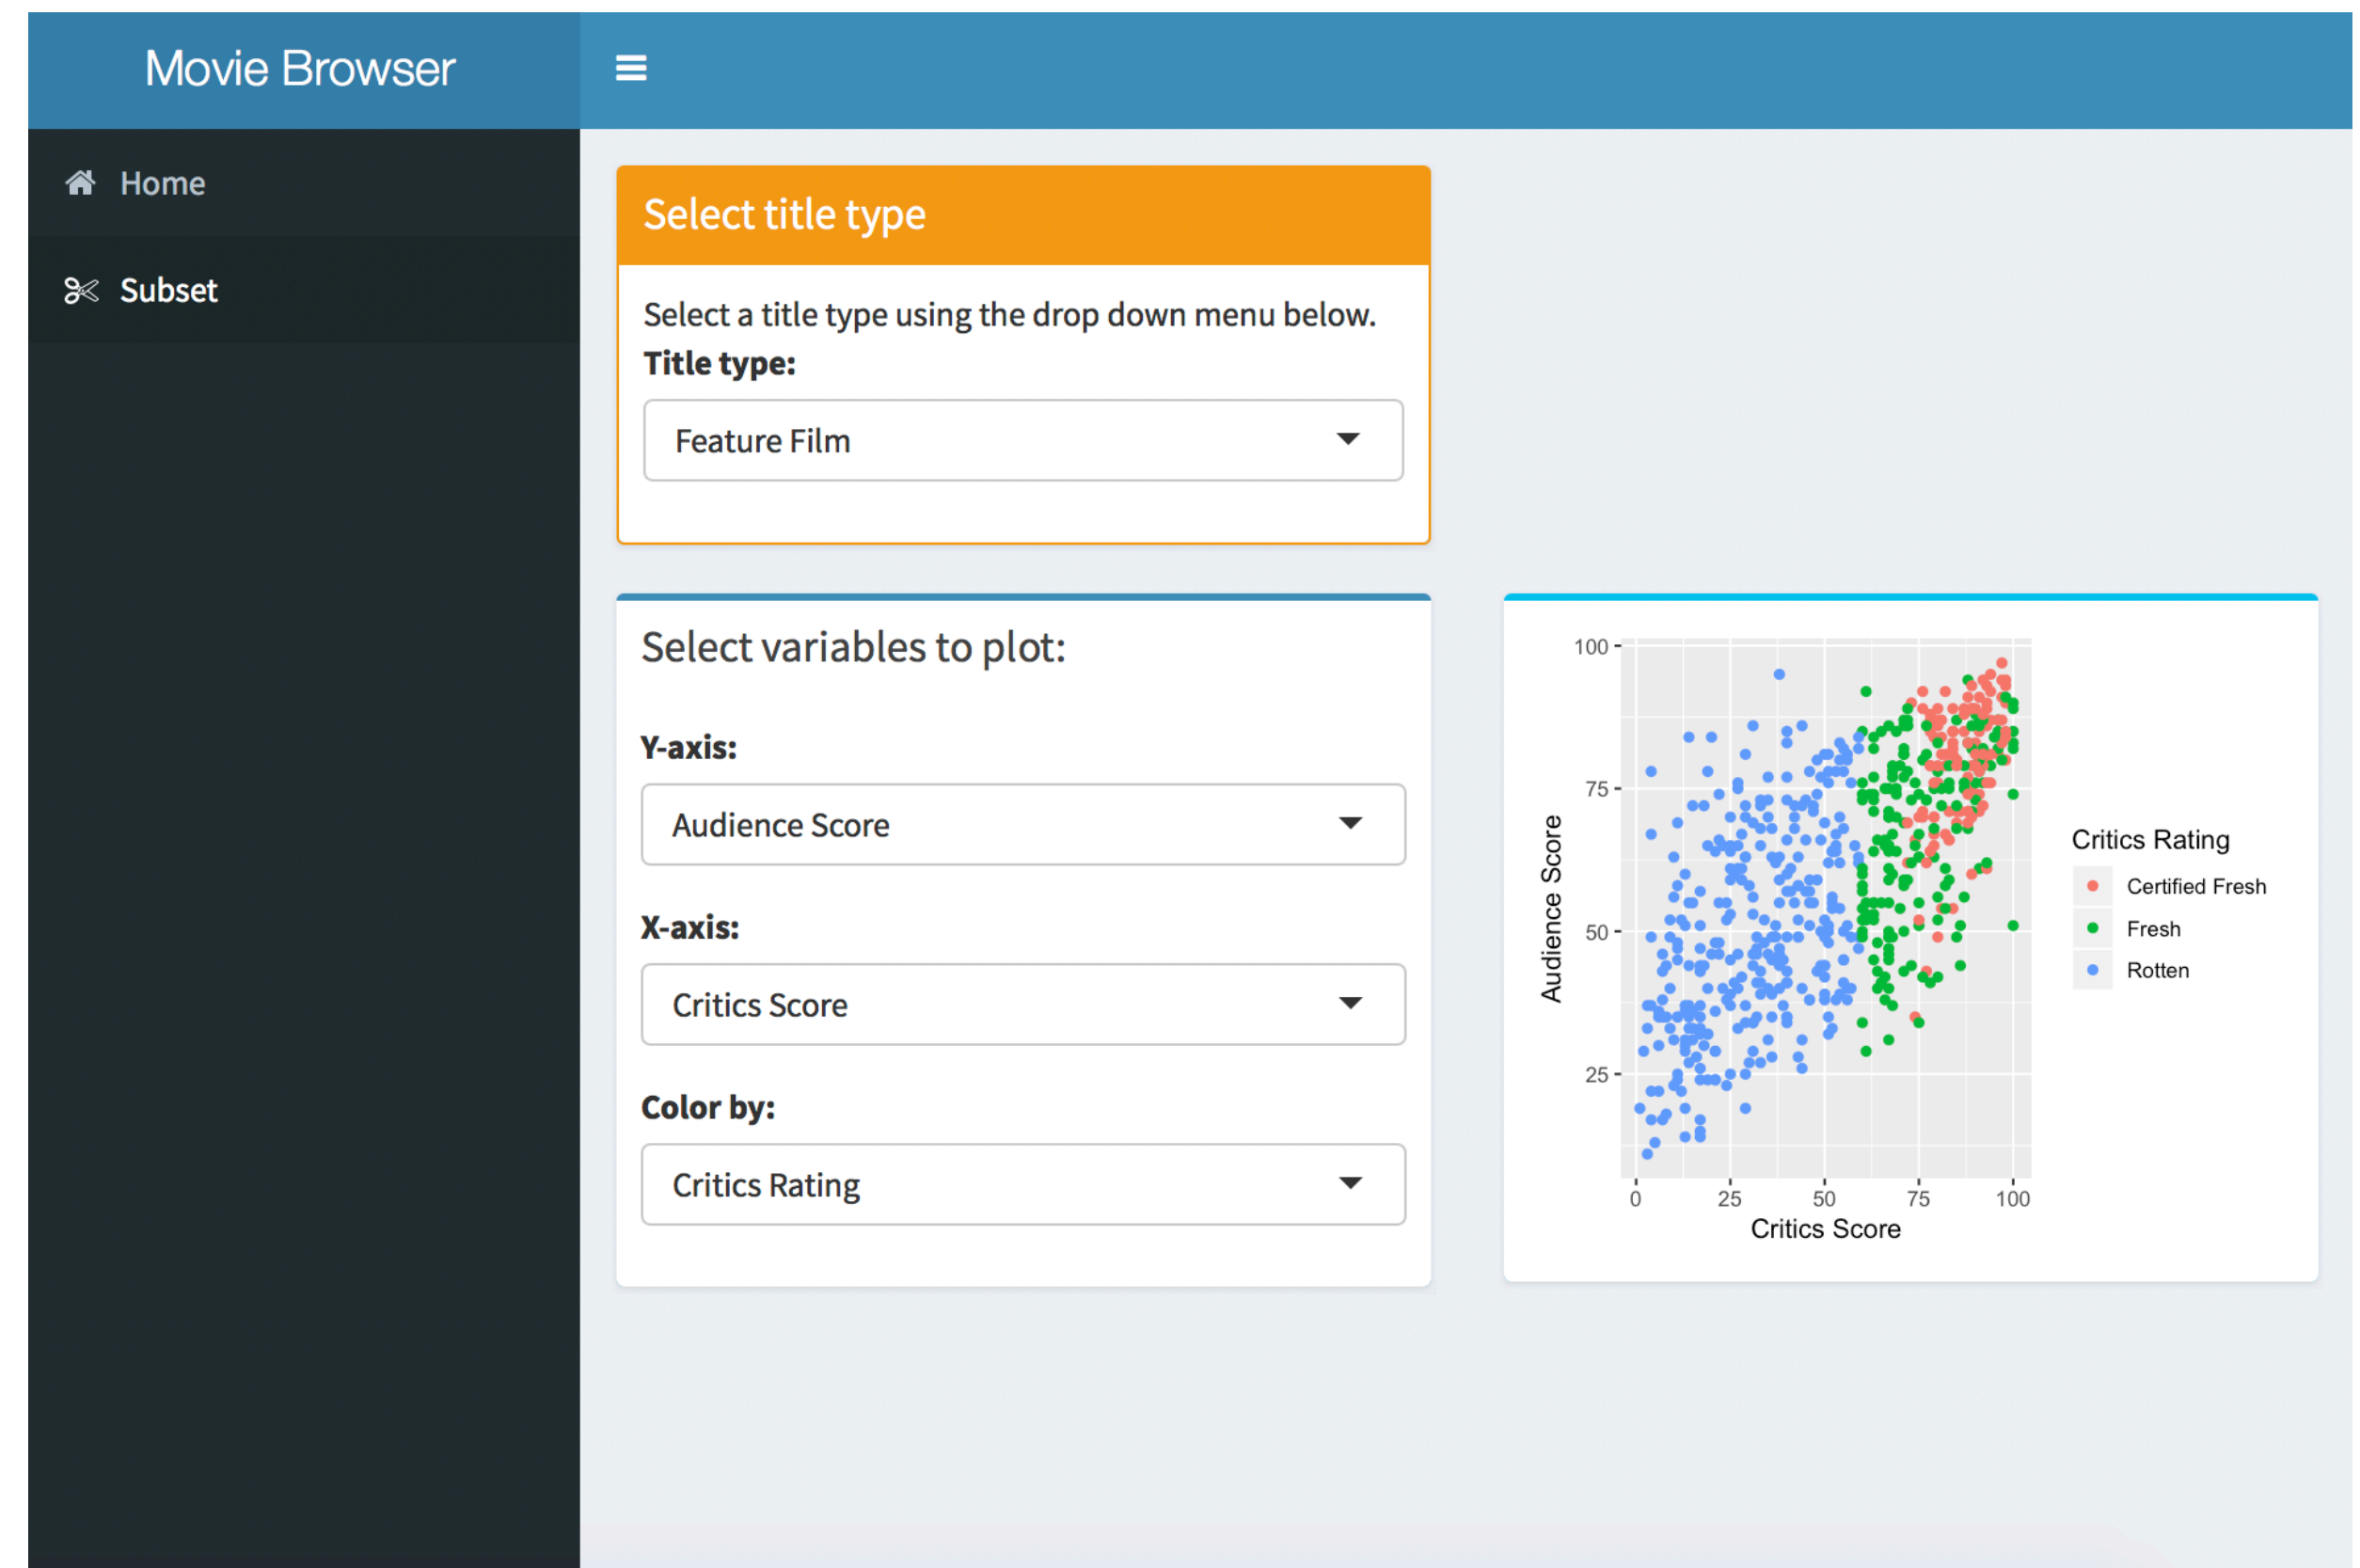 Movie Browser
Home
Subset
Select title type
Select a title type using the drop down menu below.
Title type:
Feature Film
Select variables to plot:
Y-axis:
Audience Score
X-axis:
Critics Score
Color by:
Critics Rating
100
75
50
25
Audience Score
0 25 50 75 100
Critics Score
Critics Rating
Certified Fresh
Fresh
Rotten